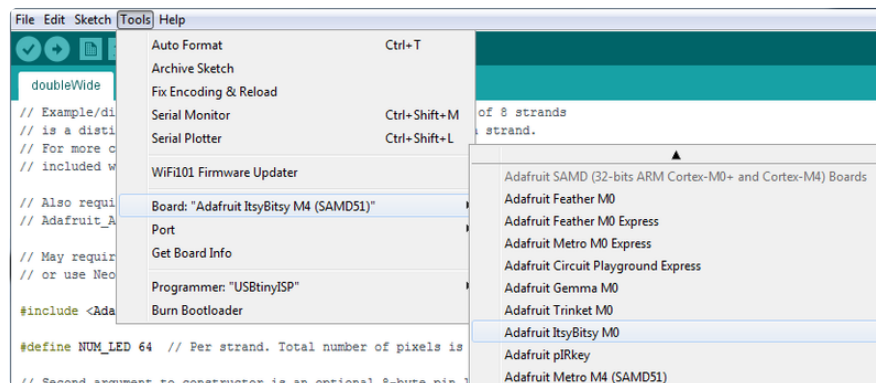 File Edit Sketch Tools Help
doubleWide
// Example/di
// is a disti
// For more c
// included w
// Also requi
// Adafruit_A
// May requir
// or use Neo
#include <Ada
#define NUM_LED 64 // Per strand. Total number of pixels is
// Second argument to constructor is an optional 8-byte pin
of 8 strands
strand.
Auto Format Ctrl+T
Archive Sketch
Fix Encoding & Reload
Serial Monitor Ctrl+Shift+M
Serial Plotter Ctrl+Shift+L
WiFi101 Firmware Updater
Board: "Adafruit ItsyBitsy M4 (SAMD51)"
Port
Get Board Info
Programmer: "USBtinyISP"
Burn Bootloader
Adafruit SAMD (32-bits ARM Cortex-M0+ and Cortex-M4) Boards
Adafruit Feather M0
Adafruit Feather M0 Express
Adafruit Metro M0 Express
Adafruit Circuit Playground Express
Adafruit Gemma M0
Adafruit Trinket M0
Adafruit ItsyBitsy M0
Adafruit pIRkey
Adafruit Metro M4 (SAMD51)